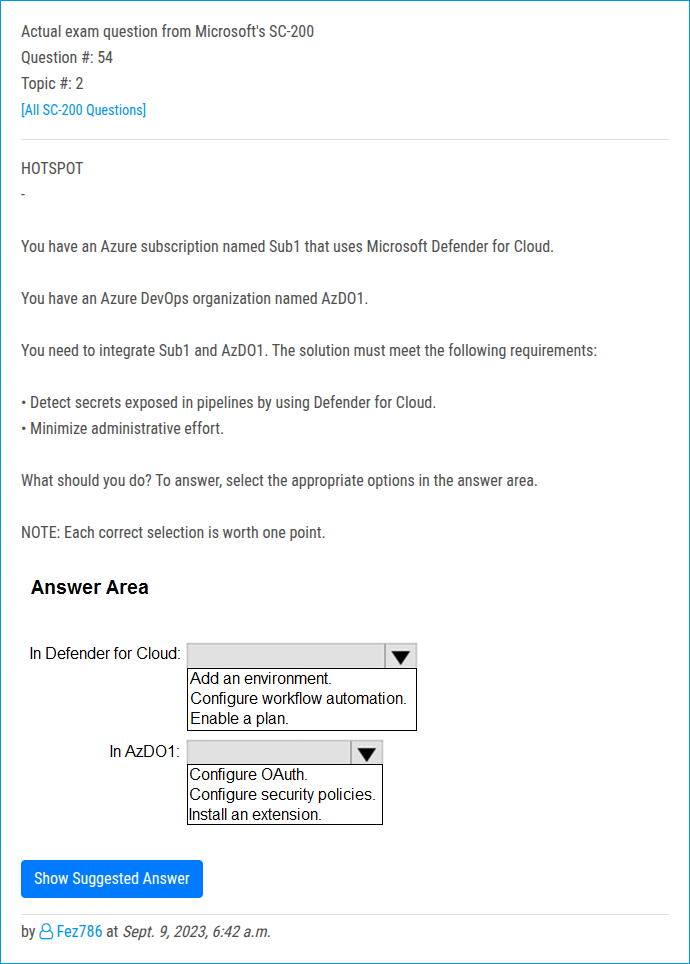 Actual exam question from Microsoft's SC-200
Question #: 54
Topic #: 2
[All SC-200 Questions]
HOTSPOT
-
You have an Azure subscription named Sub1 that uses Microsoft Defender for Cloud.
You have an Azure DevOps organization named AzDO1.
You need to integrate Sub1 and AzDO1. The solution must meet the following requirements:
• Detect secrets exposed in pipelines by using Defender for Cloud.
• Minimize administrative effort.
What should you do? To answer, select the appropriate options in the answer area.
NOTE: Each correct selection is worth one point.
Answer Area
In Defender for Cloud:
Add an environment.
Configure workflow automation.
Enable a plan.
In AzDO1:
Configure OAuth.
Configure security policies.
Install an extension.
Show Suggested Answer
by Fez786 at Sept. 9, 2023, 6:42 a.m.